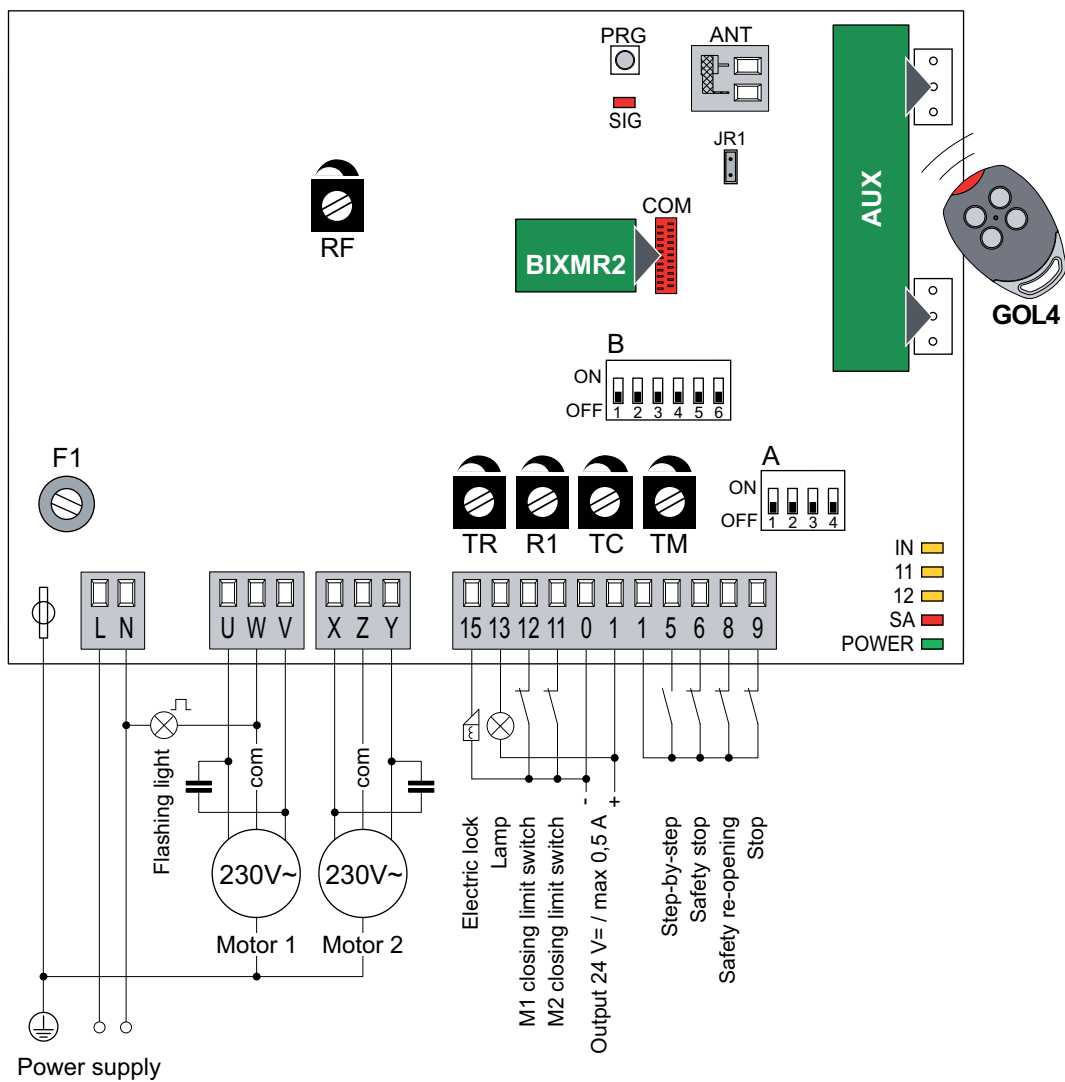 PRG
ANT
SIG
JR1
RF
COM
BIXMR2
AUX
GOL4
B
ON
OFF
1 2 3 4 5 6
F1
A
ON
OFF
1 2 3 4
TR R1 TC TM
IN
11
12
SA
POWER
L N
U W V
X Z Y
15 13 12 11 0 1 1 5 6 8 9
Flashing light
com
com
230V~
230V~
Motor 1
Motor 2
- +
Electric lock
Lamp
M1 closing limit switch
M2 closing limit switch
Output 24 V= / max 0,5 A
Step-by-step
Safety stop
Safety re-opening
Stop
Power supply